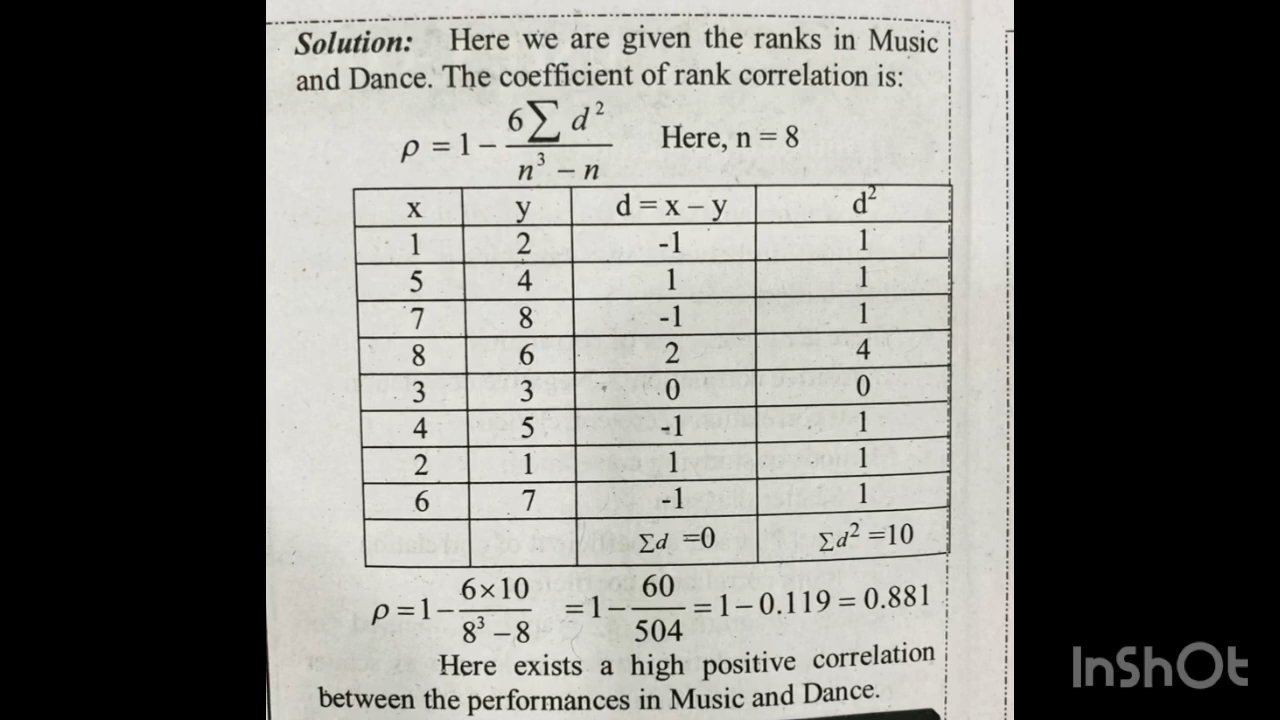 Solution: Here we are given the ranks in Music
and Dance. The coefficient of rank correlation is:
ρ = 1 − 6∑d² / n³ − n Here, n = 8
x y d = x − y d²
1 2 -1 1
5 4 1 1
7 8 -1 1
8 6 2 4
3 3 0 0
4 5 -1 1
2 1 1 1
6 7 -1 1
Σd =0 Σd² =10
ρ = 1 − 6×10 / 8³ − 8 = 1 − 60 / 504 = 1 − 0.119 = 0.881
Here exists a high positive correlation
between the performances in Music and Dance.
InShOt